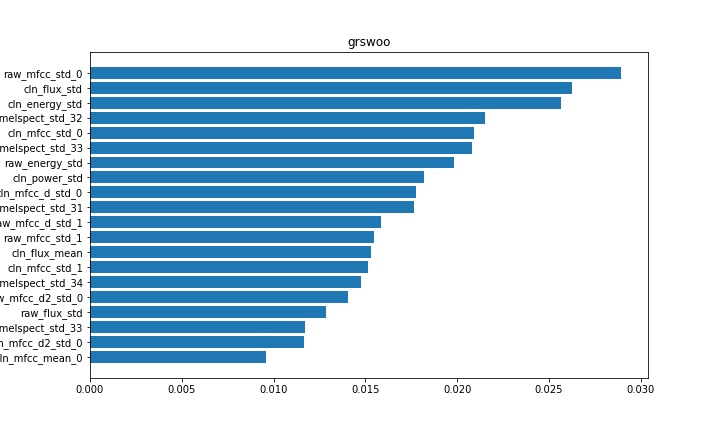 grswoo
raw_mfcc_std_0
cln_flux_std
cln_energy_std
melspect_std_32
cln_mfcc_std_0
melspect_std_33
raw_energy_std
cln_power_std
ln_mfcc_d_std_0
melspect_std_31
aw_mfcc_d_std_1
raw_mfcc_std_1
cln_flux_mean
cln_mfcc_std_1
melspect_std_34
w_mfcc_d2_std_0
raw_flux_std
melspect_std_33
n_mfcc_d2_std_0
ln_mfcc_mean_0
0.000 0.005 0.010 0.015 0.020 0.025 0.030